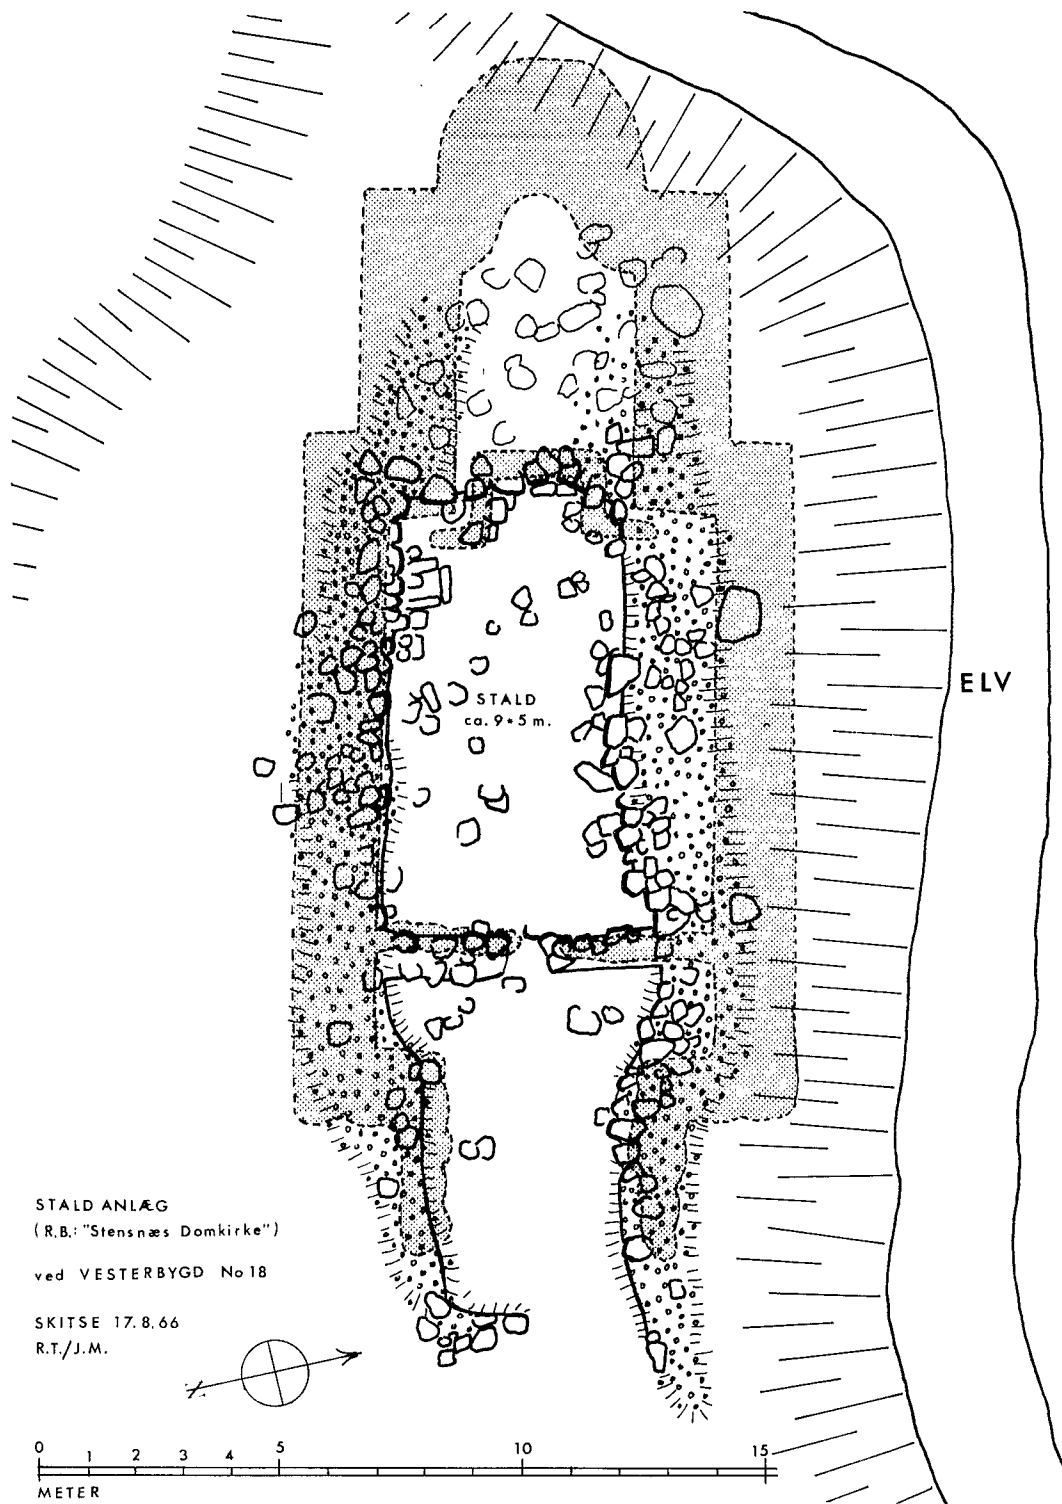 ELV
STALD
ca. 9*5 m.
STALD ANLÆG
(R.B.: "Stensnæs Domkirke")
ved VESTERBYGD No 18
SKITSE 17.8.66
R.T./J.M.
0 1 2 3 4 5 10 15
METER